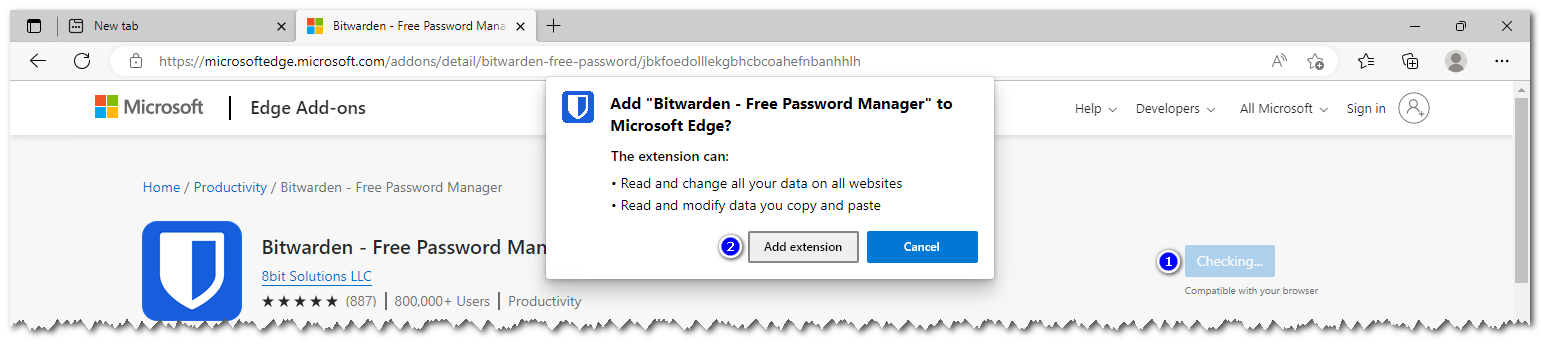 New tab
Bitwarden - Free Password Mana
https://microsoftedge.microsoft.com/addons/detail/bitwarden-free-password/jbkfoedolllekgbhcbcoahefnbanhhlh
Microsoft
Edge Add-ons
Help
Developers
All Microsoft
Sign in
Add "Bitwarden - Free Password Manager" to
Microsoft Edge?
The extension can:
• Read and change all your data on all websites
• Read and modify data you copy and paste
2
Add extension
Cancel
Home / Productivity / Bitwarden - Free Password Manager
Bitwarden - Free Password Man
8bit Solutions LLC
★★★★★ (887) | 800,000+ Users | Productivity
1
Checking...
Compatible with your browser